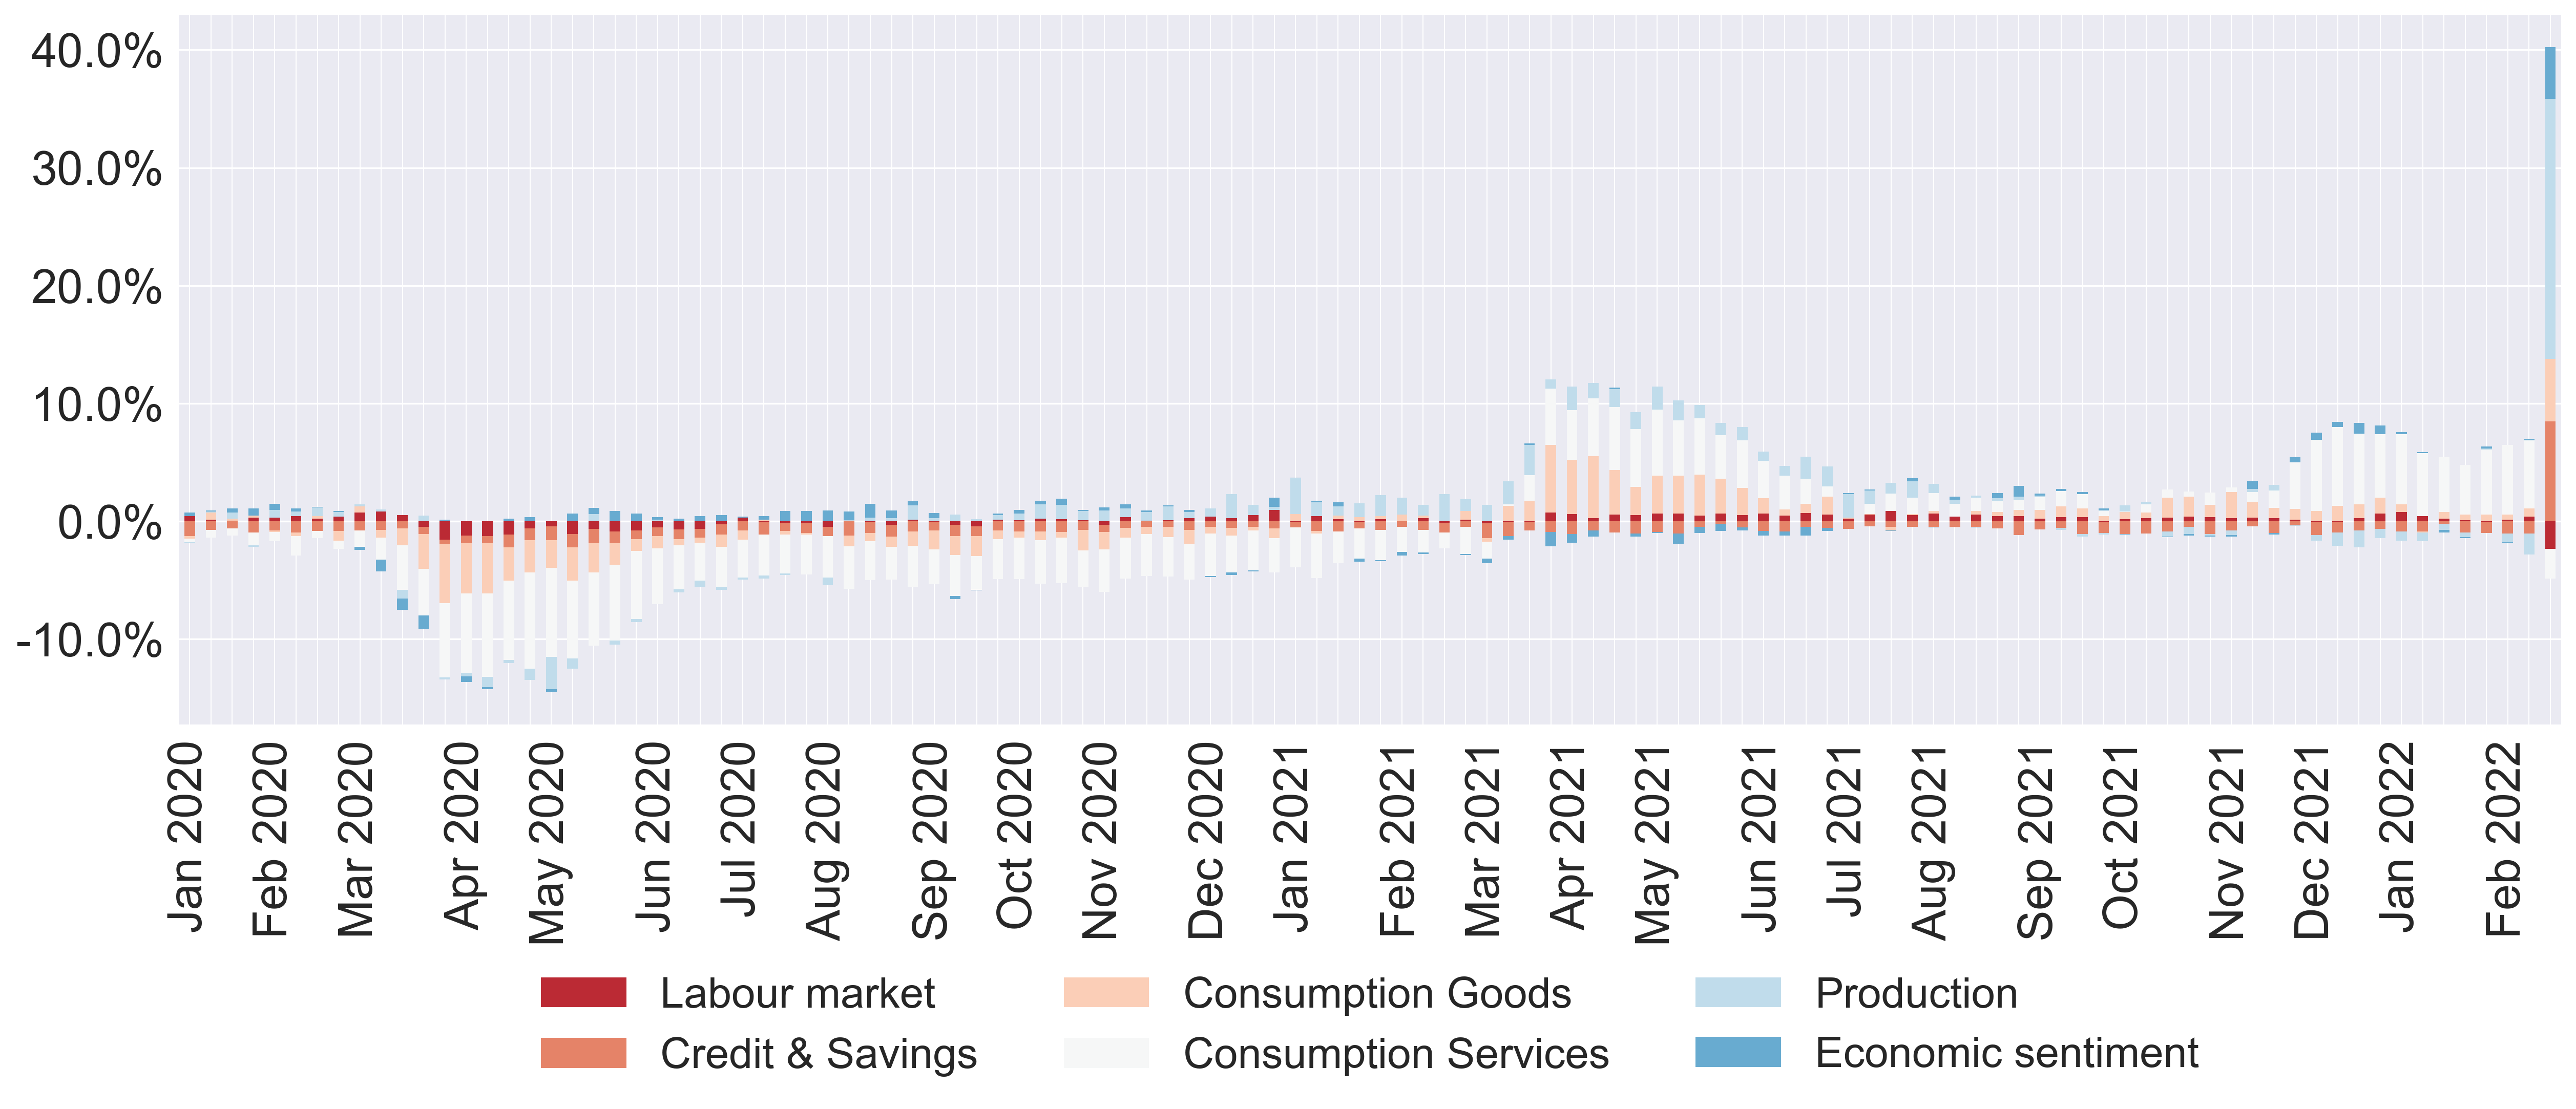 40.0%
30.0%
20.0%
10.0%
0.0%
-10.0%
Jan 2020
Feb 2020
Mar 2020
Apr 2020
May 2020
Jun 2020
Jul 2020
Aug 2020
Sep 2020
Oct 2020
Nov 2020
Dec 2020
Jan 2021
Feb 2021
Mar 2021
Apr 2021
May 2021
Jun 2021
Jul 2021
Aug 2021
Sep 2021
Oct 2021
Nov 2021
Dec 2021
Jan 2022
Feb 2022
Labour market
Consumption Goods
Production
Credit & Savings
Consumption Services
Economic sentiment